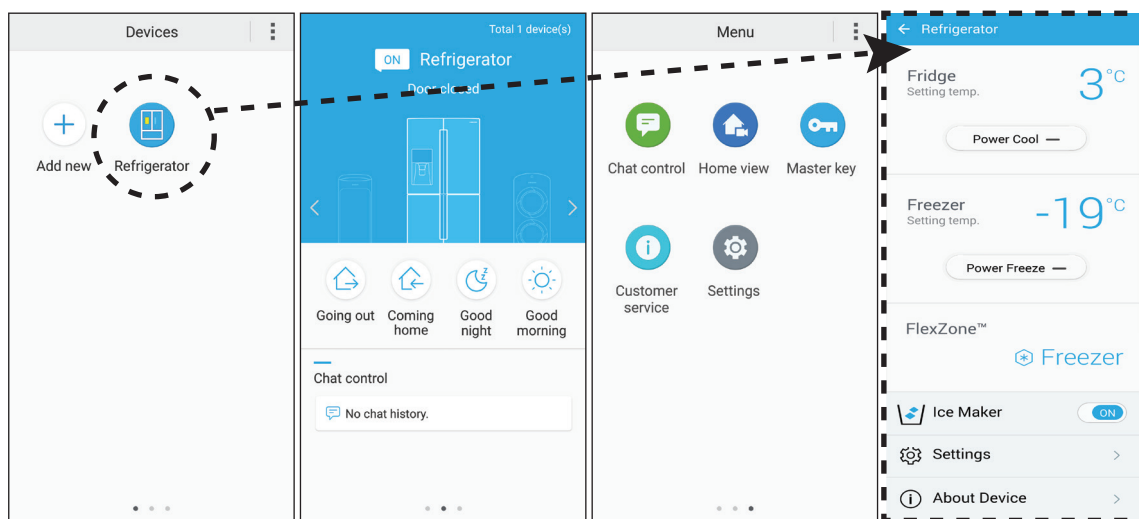 Devices
Add new
Refrigerator
Total 1 device(s)
ON Refrigerator
Door closed
Going out
Coming
home
Good
night
Good
morning
Chat control
No chat history.
Menu
Chat control
Home view
Master key
Customer
service
Settings
Refrigerator
Fridge
Setting temp.
3°C
Power Cool —
Freezer
Setting temp.
-19°C
Power Freeze —
FlexZone™
Freezer
Ice Maker
ON
Settings
About Device